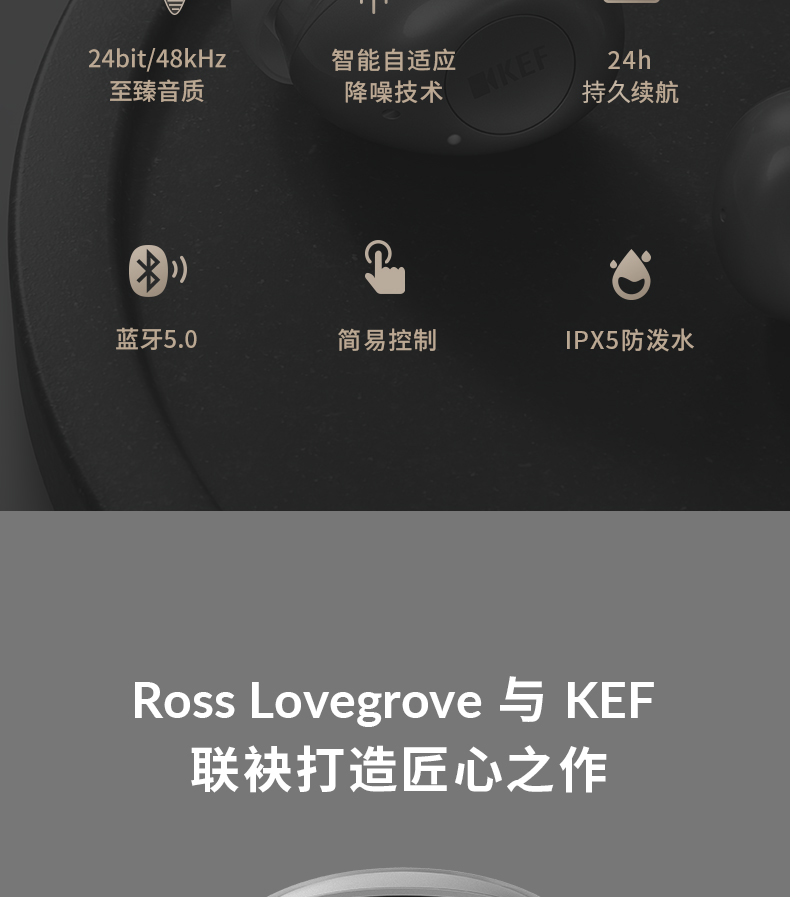 24bit/48kHz
至臻音质
智能自适应
降噪技术
24h
持久续航
KEF
蓝牙5.0
简易控制
IPX5防泼水
Ross Lovegrove 与 KEF
联袂打造匠心之作